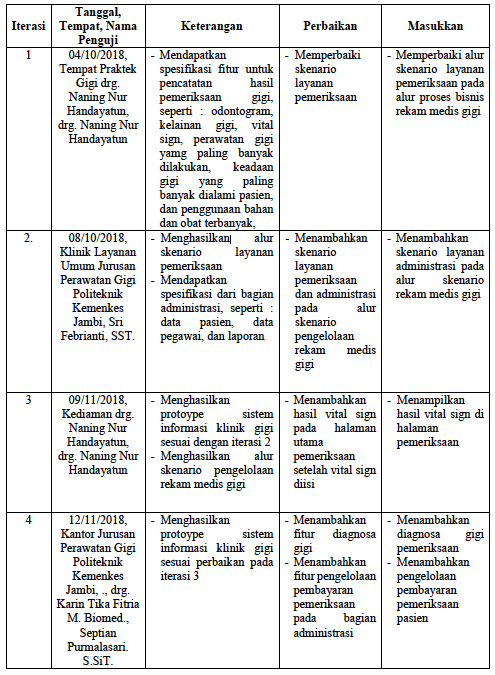 Iterasi
Tanggal,
Tempat, Nama
Penguji
Keterangan
Perbaikan
Masukkan
1
04/10/2018,
Tempat Praktek
Gigi drg.
Naning Nur
Handayatun,
drg. Naning Nur
Handayatun
- Mendapatkan
spesifikasi fitur untuk
pencatatan hasil
pemeriksaan gigi,
seperti : odontogram,
kelainan gigi, vital
sign, perawatan gigi
yamg paling banyak
dilakukan, keadaan
gigi yang paling
banyak dialami pasien,
dan penggunaan bahan
dan obat terbanyak,
- Memperbaiki
skenario
layanan
pemeriksaan
- Memperbaiki alur
skenario layanan
pemeriksaan pada
alur proses bisnis
rekam medis gigi
2.
08/10/2018,
Klinik Layanan
Umum Jurusan
Perawatan Gigi
Politeknik
Kemenkes
Jambi, Sri
Febrianti, SST.
- Menghasilkan alur
skenario layanan
pemeriksaan
- Mendapatkan
spesifikasi dari bagian
administrasi, seperti :
data pasien, data
pegawai, dan laporan
- Menambahkan
skenario
layanan
pemeriksaan
dan administrasi
pada alur
skenario
pengelolaan
rekam medis
gigi
- Menambahkan
skenario layanan
administrasi pada
alur skenario
rekam medis gigi
3
09/11/2018,
Kediaman drg.
Naning Nur
Handayatun,
drg. Naning Nur
Handayatun
- Menghasilkan
protoype sistem
informasi klinik gigi
sesuai dengan iterasi 2
- Menghasilkan alur
skenario pengelolaan
rekam medis gigi
- Menambahkan
hasil vital sign
pada halaman
utama
pemeriksaan
setelah vital sign
diisi
- Menampilkan
hasil vital sign di
halaman
pemeriksaan
4
12/11/2018,
Kantor Jurusan
Perawatan Gigi
Politeknik
Kemenkes
Jambi, ., drg.
Karin Tika Fitria
M. Biomed.,
Septian
Purmalasari.
S.SiT.
- Menghasilkan
protoype sistem
informasi klinik gigi
sesuai perbaikan pada
iterasi 3
- Menambahkan
fitur diagnosa
gigi
- Menambahkan
fitur pengelolaan
pembayaran
pemeriksaan
pada bagian
administrasi
- Menambahkan
diagnosa gigi
pemeriksaan
- Menambahkan
pengelolaan
pembayaran
pemeriksaan
pasien